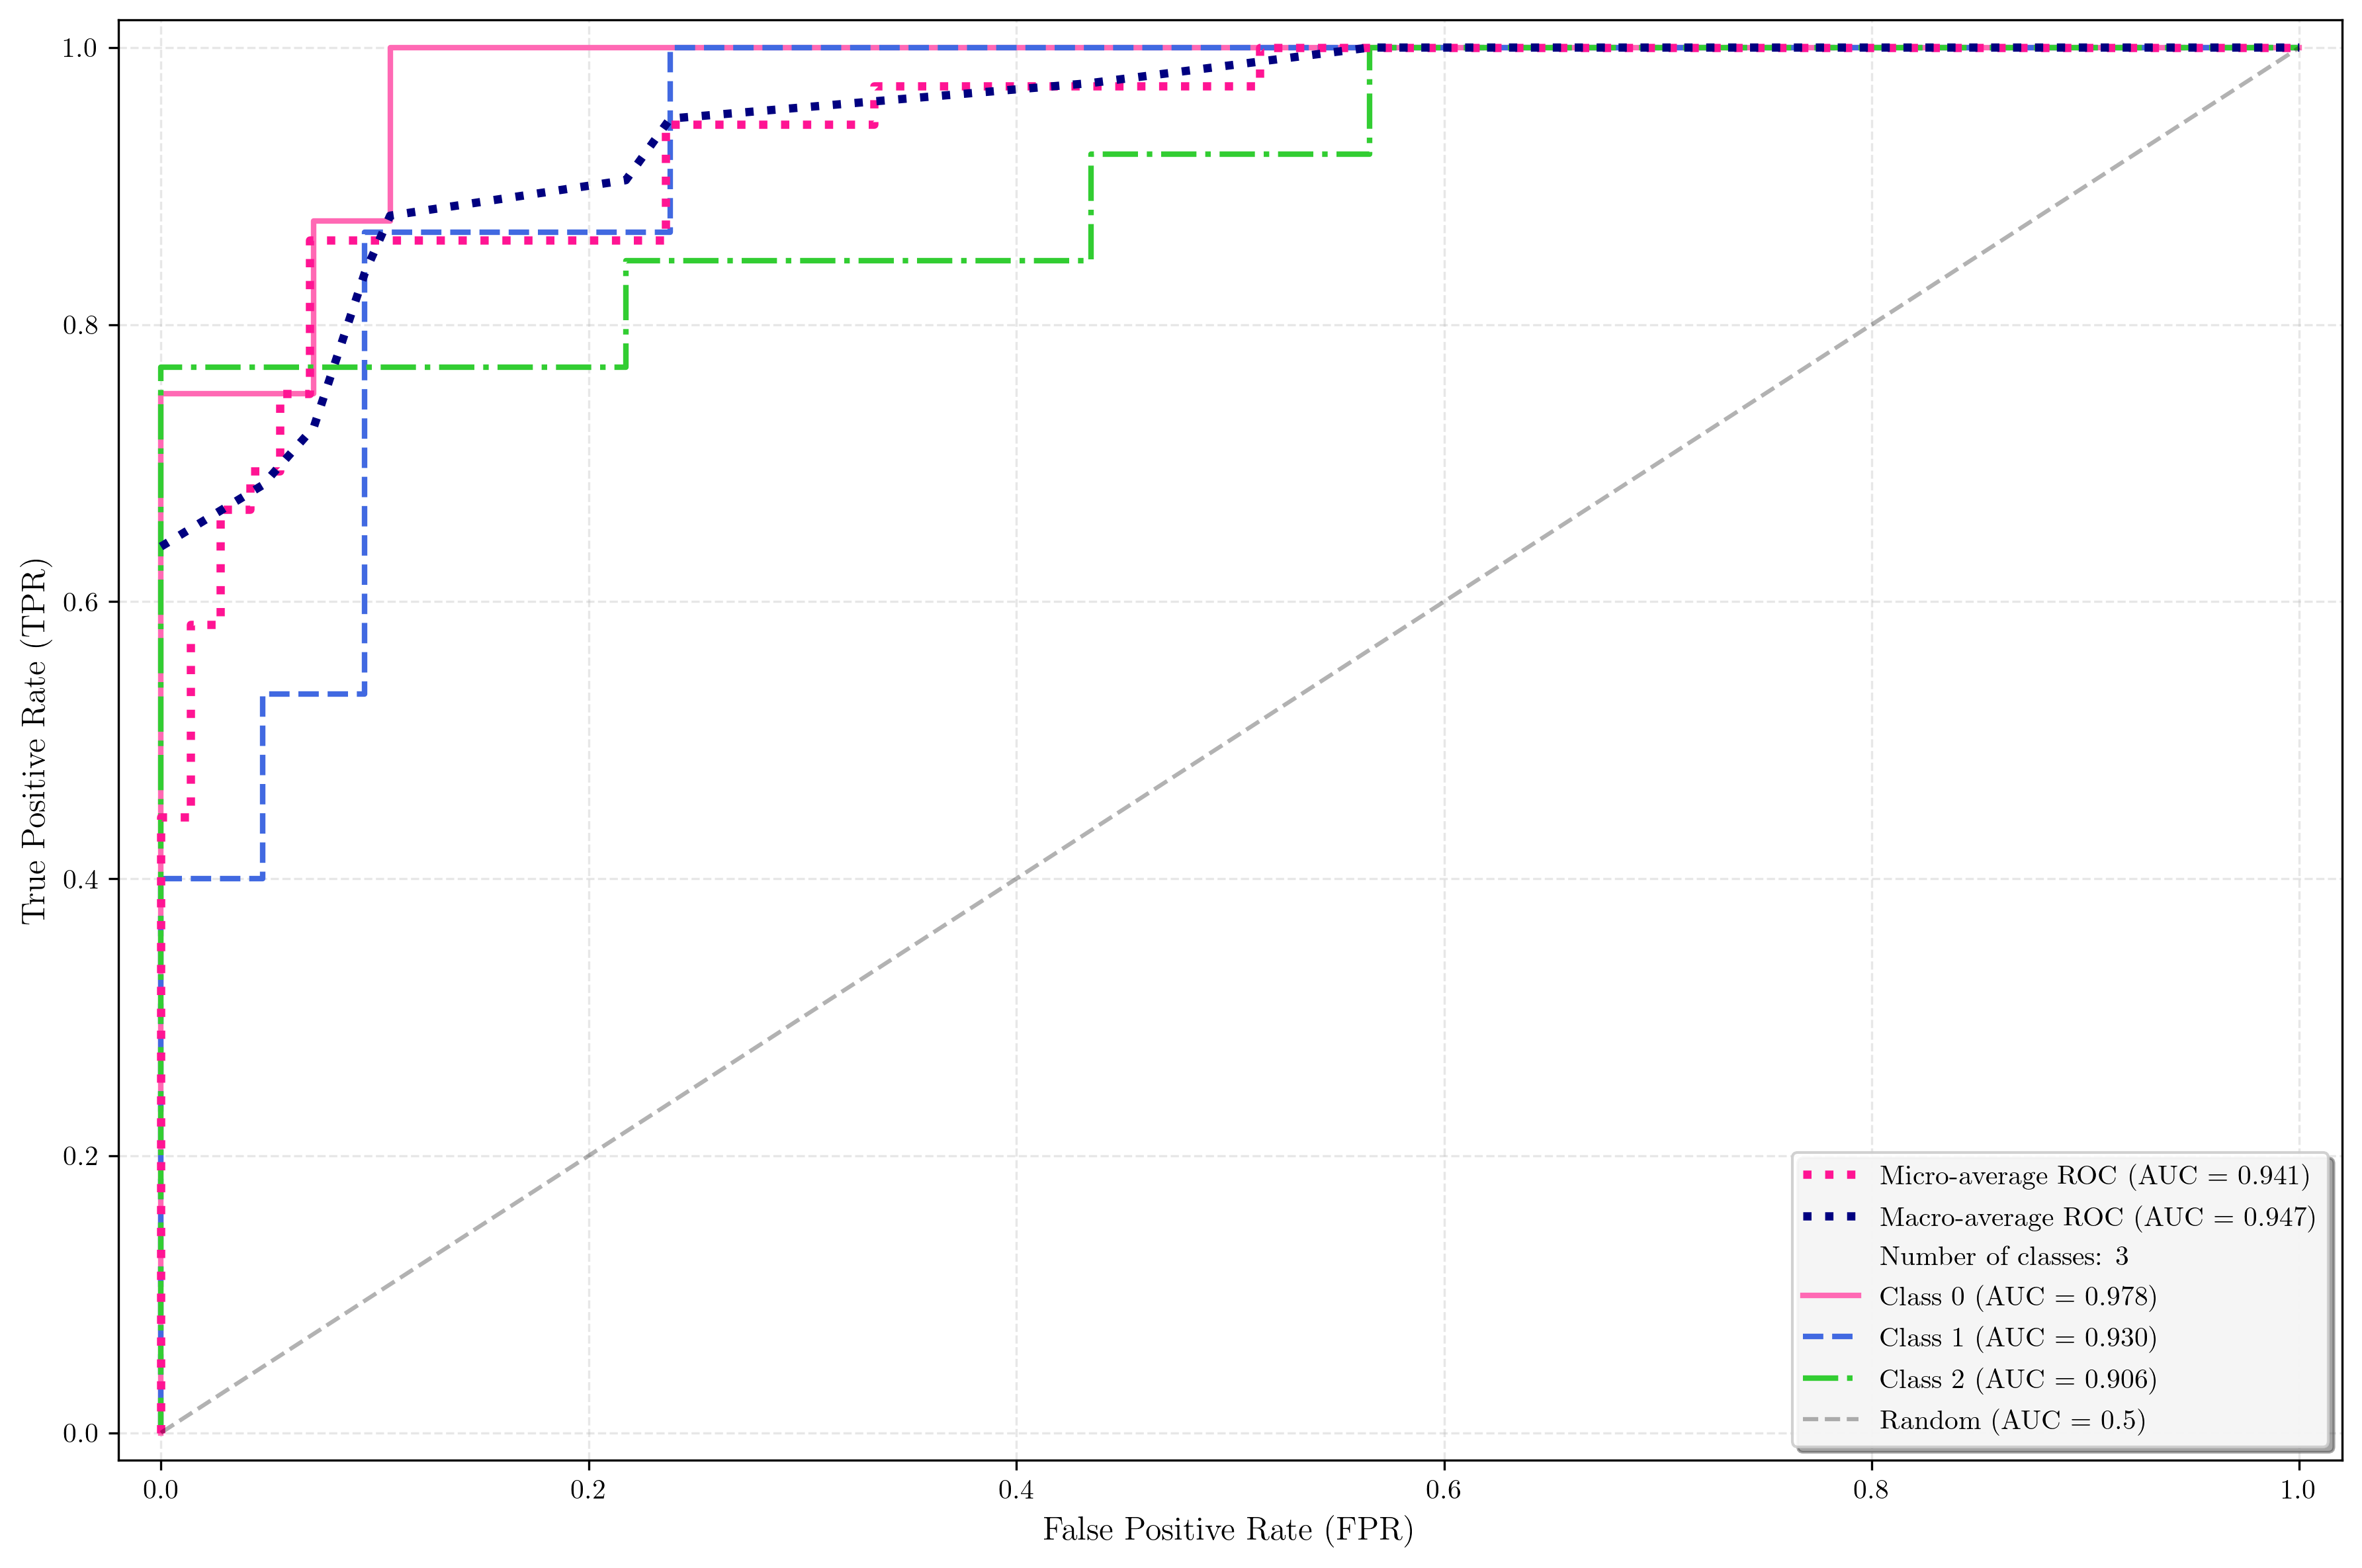 1.0
0.8
0.6
0.4
0.2
0.0
True Positive Rate (TPR)
Micro-average ROC (AUC = 0.941)
Macro-average ROC (AUC = 0.947)
Number of classes: 3
Class 0 (AUC = 0.978)
Class 1 (AUC = 0.930)
Class 2 (AUC = 0.906)
Random (AUC = 0.5)
0.0 0.2 0.4 0.6 0.8 1.0
False Positive Rate (FPR)